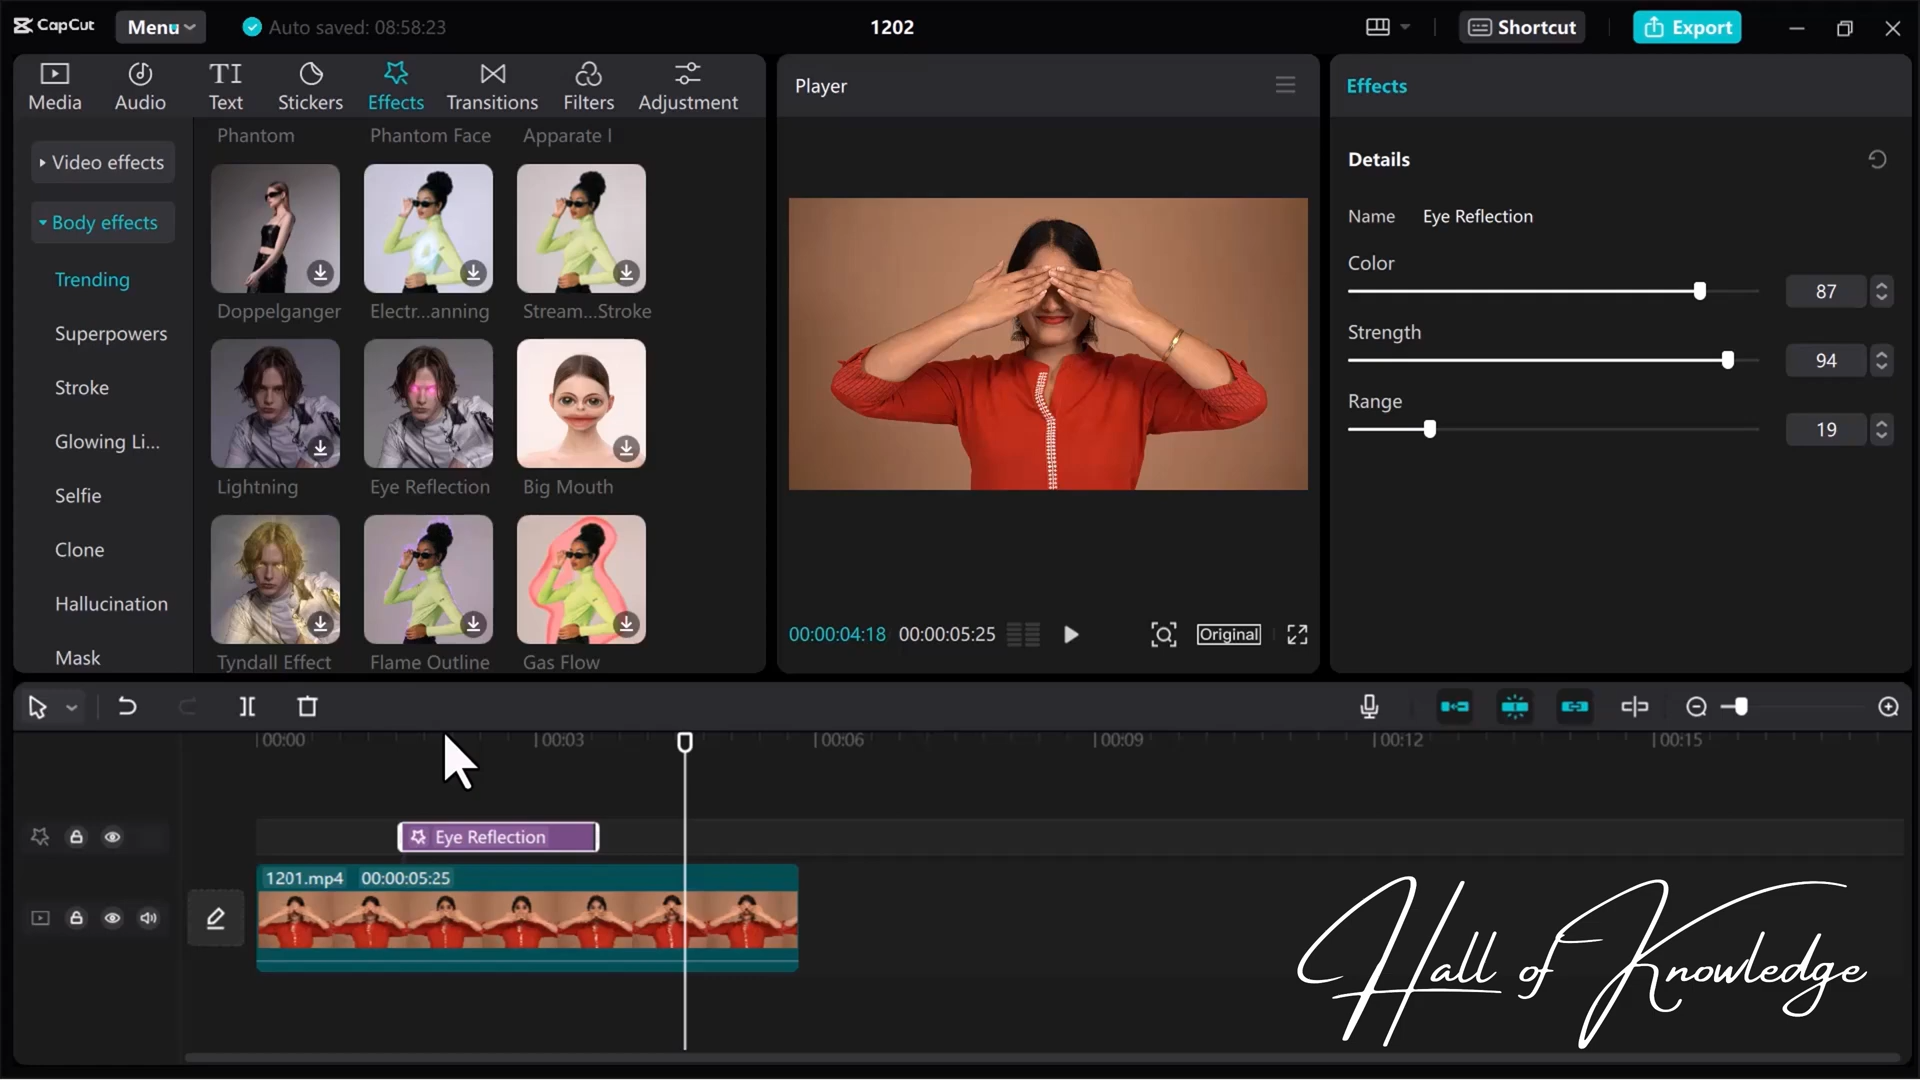 CapCut
Menu
Auto saved: 08:58:23
1202
Shortcut
Export
Media
Audio
Text
Stickers
Effects
Transitions
Filters
Adjustment
Video effects
Body effects
Trending
Superpowers
Stroke
Glowing Li...
Selfie
Clone
Hallucination
Mask
Phantom
Phantom Face
Apparate I
Doppelganger
Electr...anning
Stream...Stroke
Lightning
Eye Reflection
Big Mouth
Tyndall Effect
Flame Outline
Gas Flow
Player
00:00:04:18
00:00:05:25
Original
Effects
Details
Name Eye Reflection
Color
87
Strength
94
Range
19
00:00
00:03
00:06
00:09
00:12
00:15
Eye Reflection
1201.mp4 00:00:05:25
Hall of Knowledge